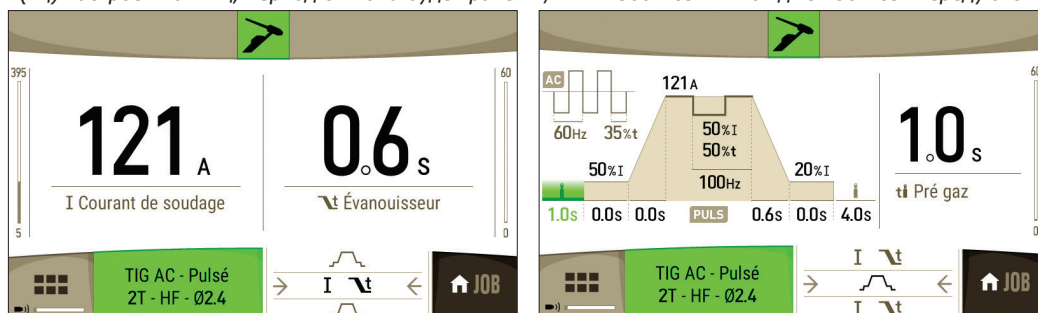 395
60
121 A
0.6 s
I Courant de soudage
t Évanouisseur
5
0
TIG AC - Pulsé
2T - HF - Ø2.4
I t
JOB
AC
60Hz 35%t
121 A
50%I
50%t
100Hz
50%I
20%I
1.0s 0.0s 0.0s PULS 0.6s 0.0s 4.0s
1.0 s
t Pré gaz
TIG AC - Pulsé
2T - HF - Ø2.4
I t
I t
JOB